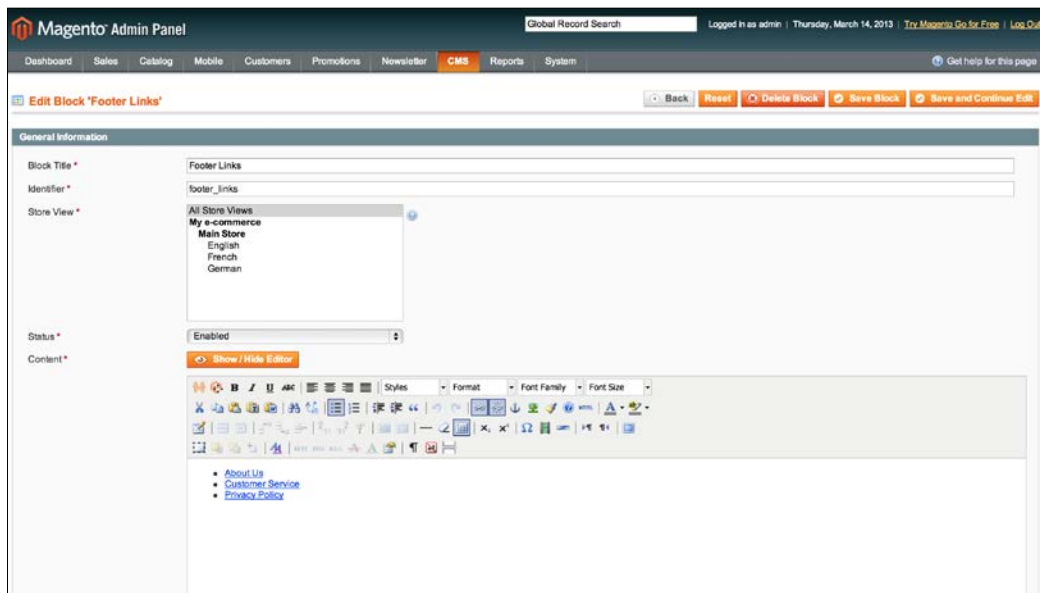 Magento Admin Panel
Global Record Search
Logged in as admin | Thursday, March 14, 2013 | Try Magento Go for Free | Log Out
Dashboard Sales Catalog Mobile Customers Promotions Newsletter CMS Reports System
Get help for this page
Edit Block 'Footer Links'
Back Reset Delete Block Save Block Save and Continue Edit
General Information
Block Title *
Footer Links
Identifier *
footer_links
Store View *
All Store Views
My e-commerce
Main Store
English
French
German
Status *
Enabled
Content *
Show / Hide Editor
B I U ABC Styles Format Font Family Font Size
About Us
Customer Service
Privacy Policy